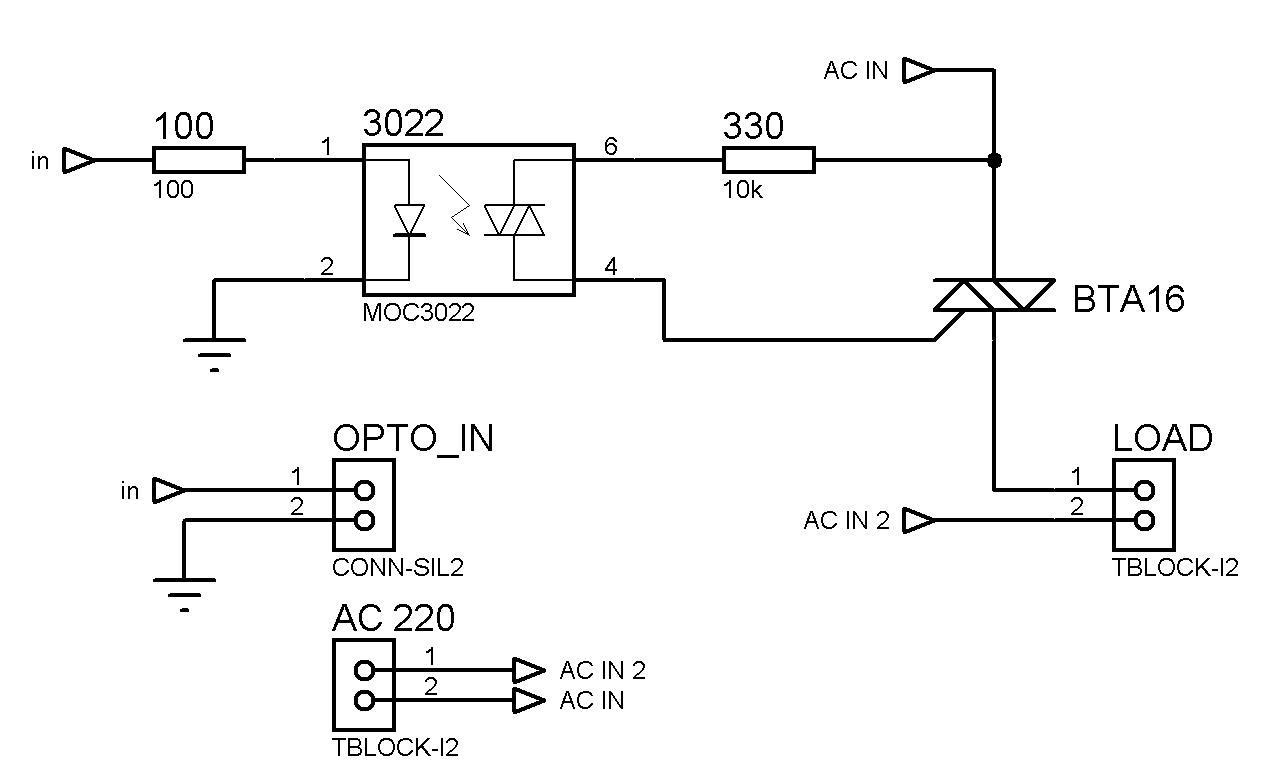 AC IN
100
3022
330
in
1
6
100
10k
2
4
MOC3022
BTA16
OPTO_IN
LOAD
in
1
2
1
AC IN 2
2
CONN-SIL2
TBLOCK-I2
AC 220
1
AC IN 2
2
AC IN
TBLOCK-I2